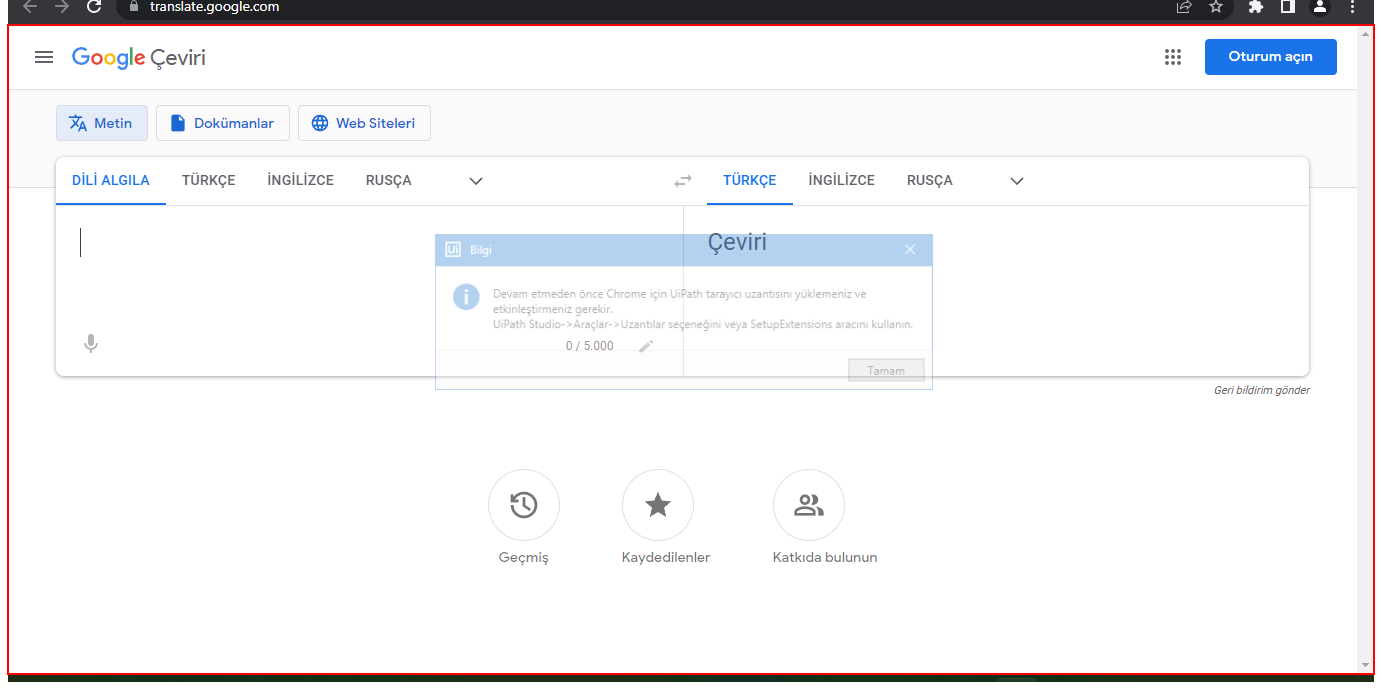 translate.google.com
Google Çeviri
Oturum açın
Metin
Dokümanlar
Web Siteleri
DİLİ ALGILA
TÜRKÇE
İNGİLİZCE
RUSÇA
TÜRKÇE
İNGİLİZCE
RUSÇA
Çeviri
Ui Bilgi
Devam etmeden önce Chrome için UiPath tarayıcı uzantısını yüklemeniz ve
etkinleştirmeniz gerekir.
UiPath Studio->Araçlar->Uzantılar seçeneğini veya SetupExtensions aracını kullanın.
0 / 5.000
Tamam
Geri bildirim gönder
Geçmiş
Kaydedilenler
Katkıda bulunun